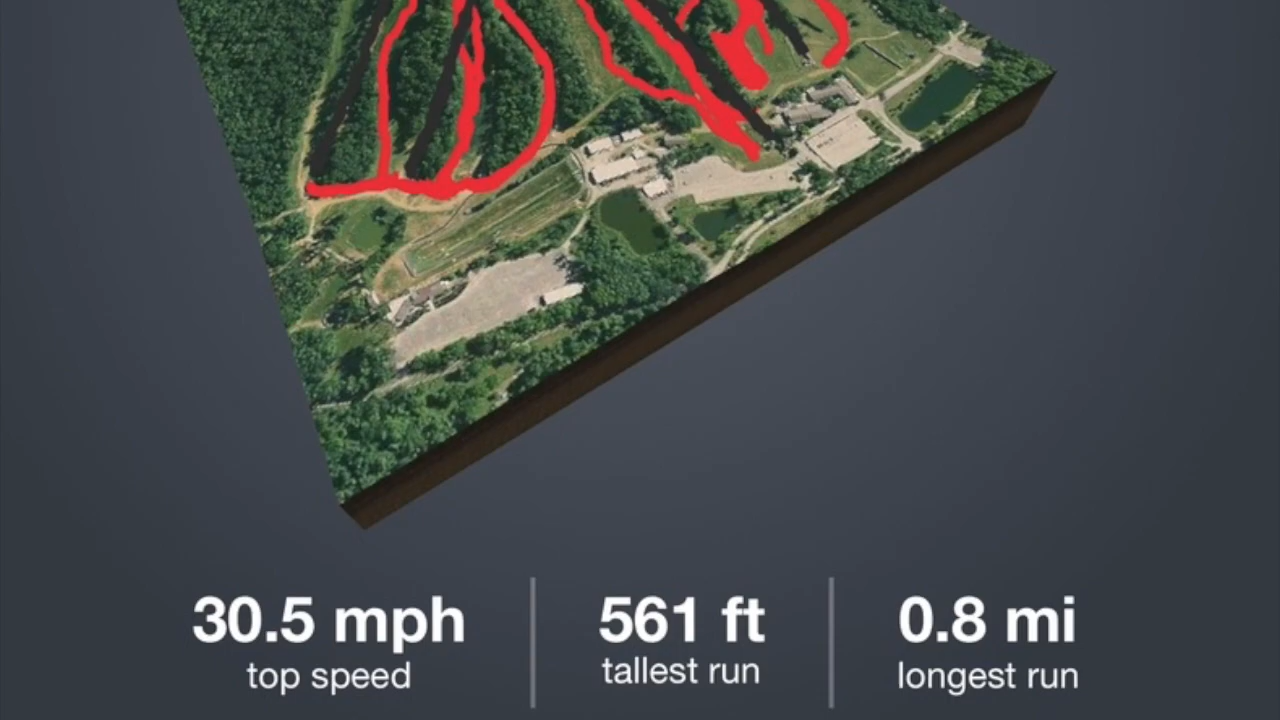 30.5 mph
top speed
561 ft
tallest run
0.8 mi
longest run